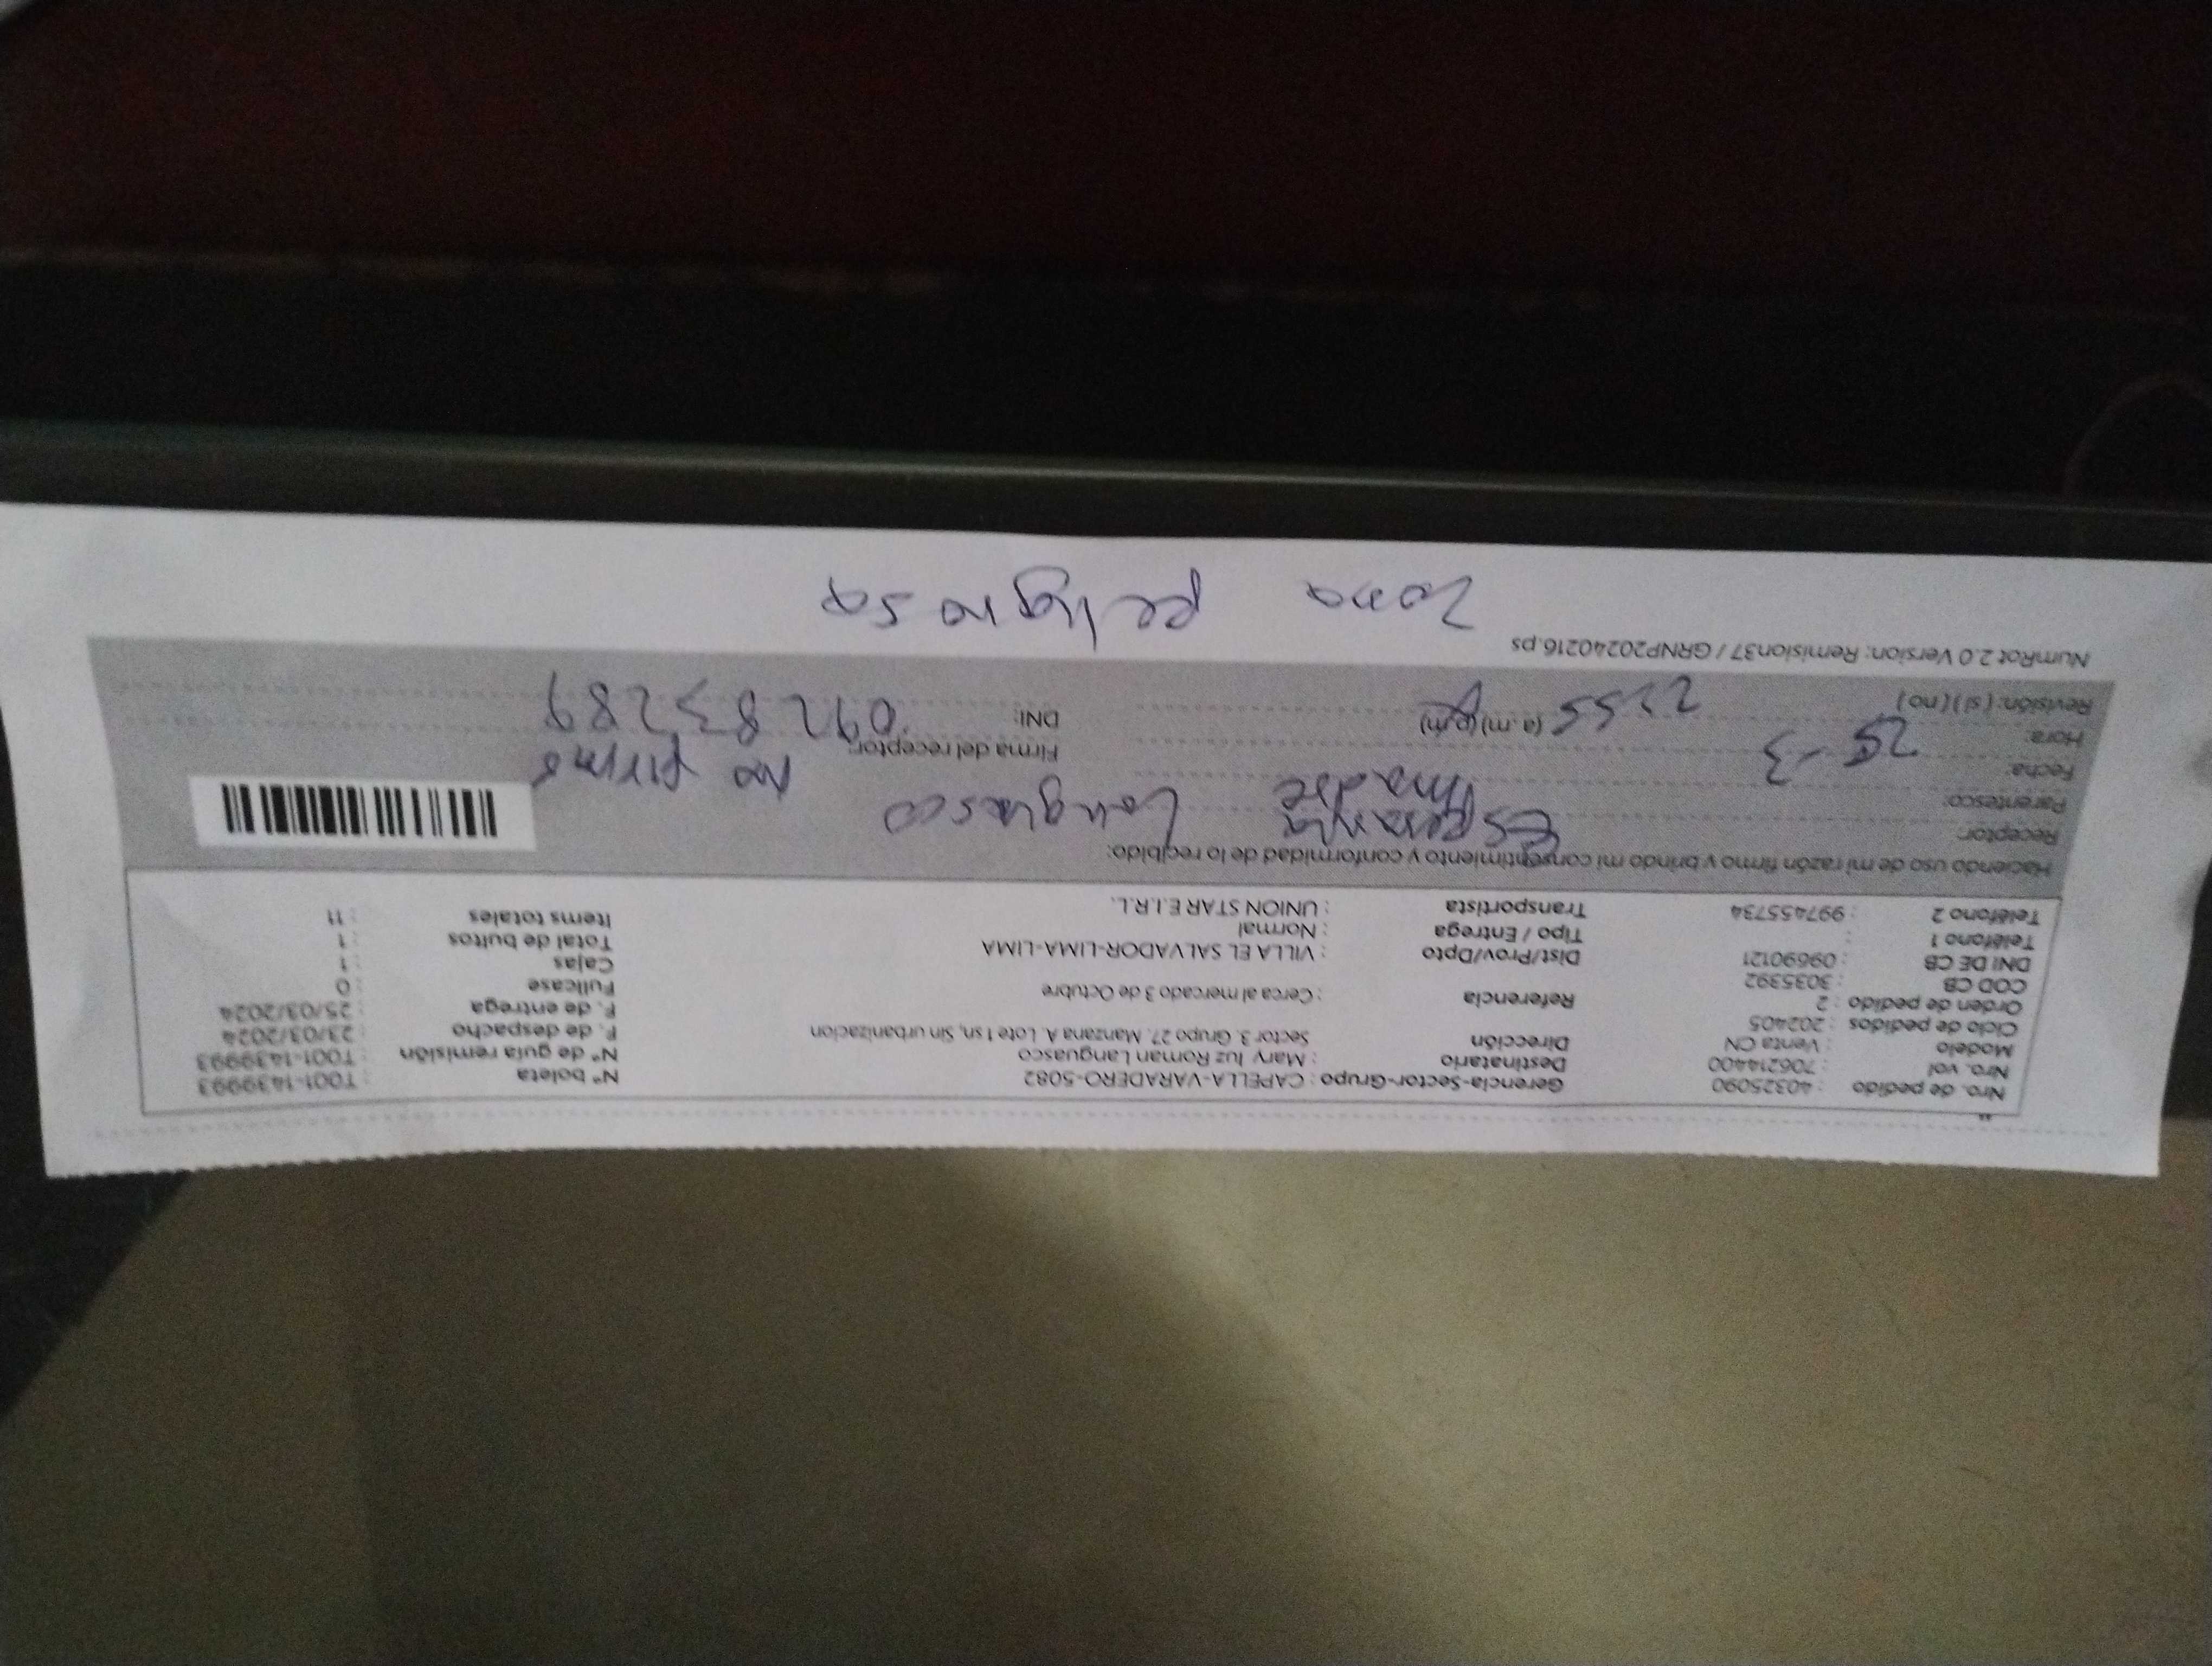 Nro. de pedido : 40325090 Gerencia-Sector-Grupo : CAPELLA-VARADERO-5082 N° boleta : T001-1439993
Nro. vol : 706214400 Destinatario : Mary luz Roman Languasco N° de guía remisión : T001-1439993
Modelo : Venta CN Dirección Sector 3. Grupo 27. Manzana A. Lote 1 sn, Sin urbanizacion F. de despacho : 23/03/2024
Ciclo de pedidos : 202405 F. de entrega : 25/03/2024
Orden de pedido : 2 Referencia : Cerca al mercado 3 de Octubre Fullcase : 0
COD CB : 3035392 Cajas : 1
DNI DE CB : 09690121 Dist/Prov/Dpto : VILLA EL SALVADOR-LIMA-LIMA Total de bultos : 1
Teléfono 1 : Tipo / Entrega : Normal Items totales : 11
Teléfono 2 : 997455734 Transportista : UNION STAR E.I.R.L.
Haciendo uso de mi razón firmo y brindo mi consentimiento y conformidad de lo recibido:
Receptor: Esperanza Languasco
Parentesco: madre
Fecha: 25-3 Firma del receptor: no firmo
Hora: 2255 (a.m)(p.m) DNI: 09283289
Revisión: (si) (no)
NumRot 2.0 Version: Remision37 / GRNP20240216.ps
Zona peligrosa